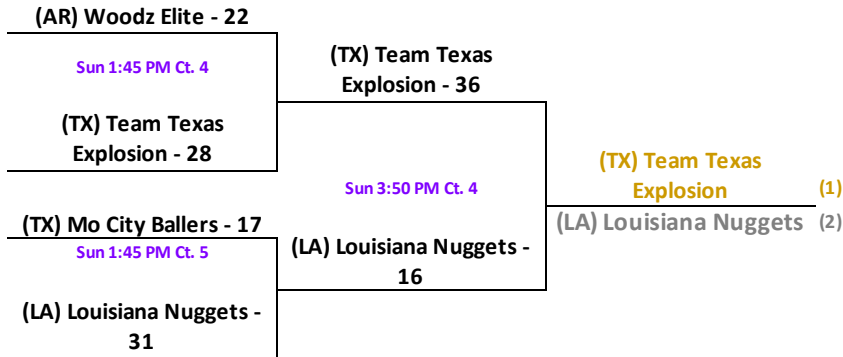 (AR) Woodz Elite - 22
Sun 1:45 PM Ct. 4
(TX) Team Texas
Explosion - 28
(TX) Team Texas
Explosion - 36
Sun 3:50 PM Ct. 4
(TX) Mo City Ballers - 17
Sun 1:45 PM Ct. 5
(LA) Louisiana Nuggets -
31
(LA) Louisiana Nuggets -
16
(TX) Team Texas
Explosion (1)
(LA) Louisiana Nuggets (2)